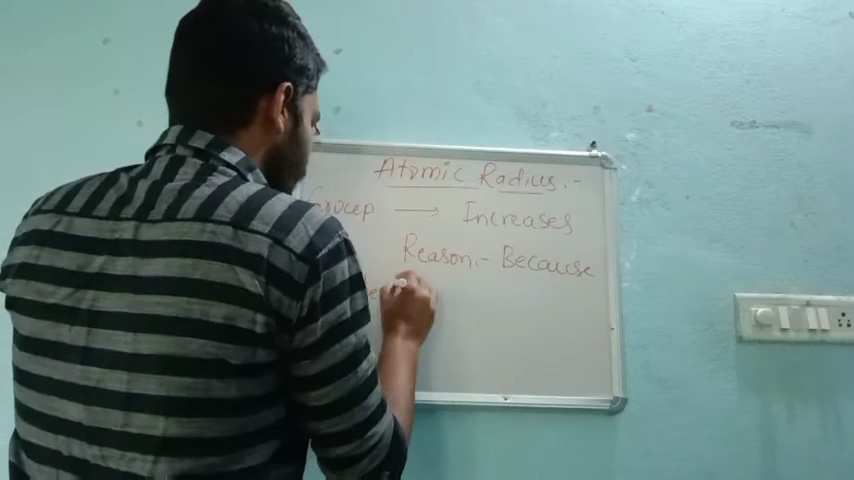 Atomic Radius :-
Group → Increases
Reason :- Because